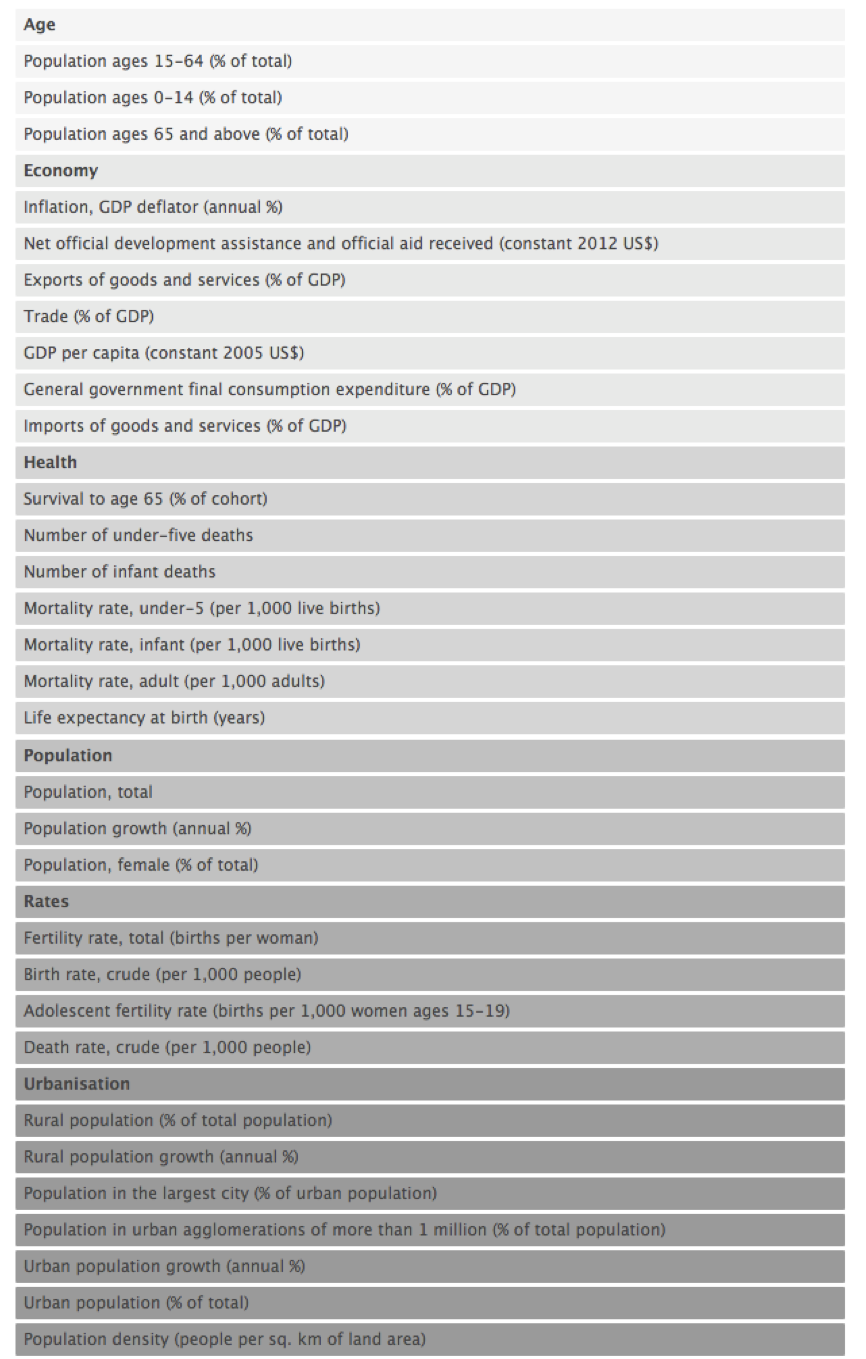 Age
Population ages 15–64 (% of total)
Population ages 0–14 (% of total)
Population ages 65 and above (% of total)
Economy
Inflation, GDP deflator (annual %)
Net official development assistance and official aid received (constant 2012 US$)
Exports of goods and services (% of GDP)
Trade (% of GDP)
GDP per capita (constant 2005 US$)
General government final consumption expenditure (% of GDP)
Imports of goods and services (% of GDP)
Health
Survival to age 65 (% of cohort)
Number of under–five deaths
Number of infant deaths
Mortality rate, under–5 (per 1,000 live births)
Mortality rate, infant (per 1,000 live births)
Mortality rate, adult (per 1,000 adults)
Life expectancy at birth (years)
Population
Population, total
Population growth (annual %)
Population, female (% of total)
Rates
Fertility rate, total (births per woman)
Birth rate, crude (per 1,000 people)
Adolescent fertility rate (births per 1,000 women ages 15–19)
Death rate, crude (per 1,000 people)
Urbanisation
Rural population (% of total population)
Rural population growth (annual %)
Population in the largest city (% of urban population)
Population in urban agglomerations of more than 1 million (% of total population)
Urban population growth (annual %)
Urban population (% of total)
Population density (people per sq. km of land area)